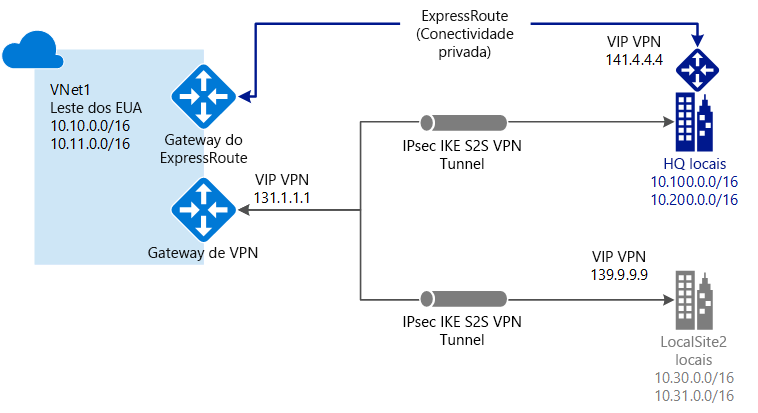 ExpressRoute
(Conectividade
privada)
VIP VPN
141.4.4.4
VNet1
Leste dos EUA
10.10.0.0/16
10.11.0.0/16
Gateway do
ExpressRoute
IPsec IKE S2S VPN
Tunnel
HQ locais
10.100.0.0/16
10.200.0.0/16
VIP VPN
131.1.1.1
Gateway de VPN
VIP VPN
139.9.9.9
IPsec IKE S2S VPN
Tunnel
LocalSite2
locais
10.30.0.0/16
10.31.0.0/16